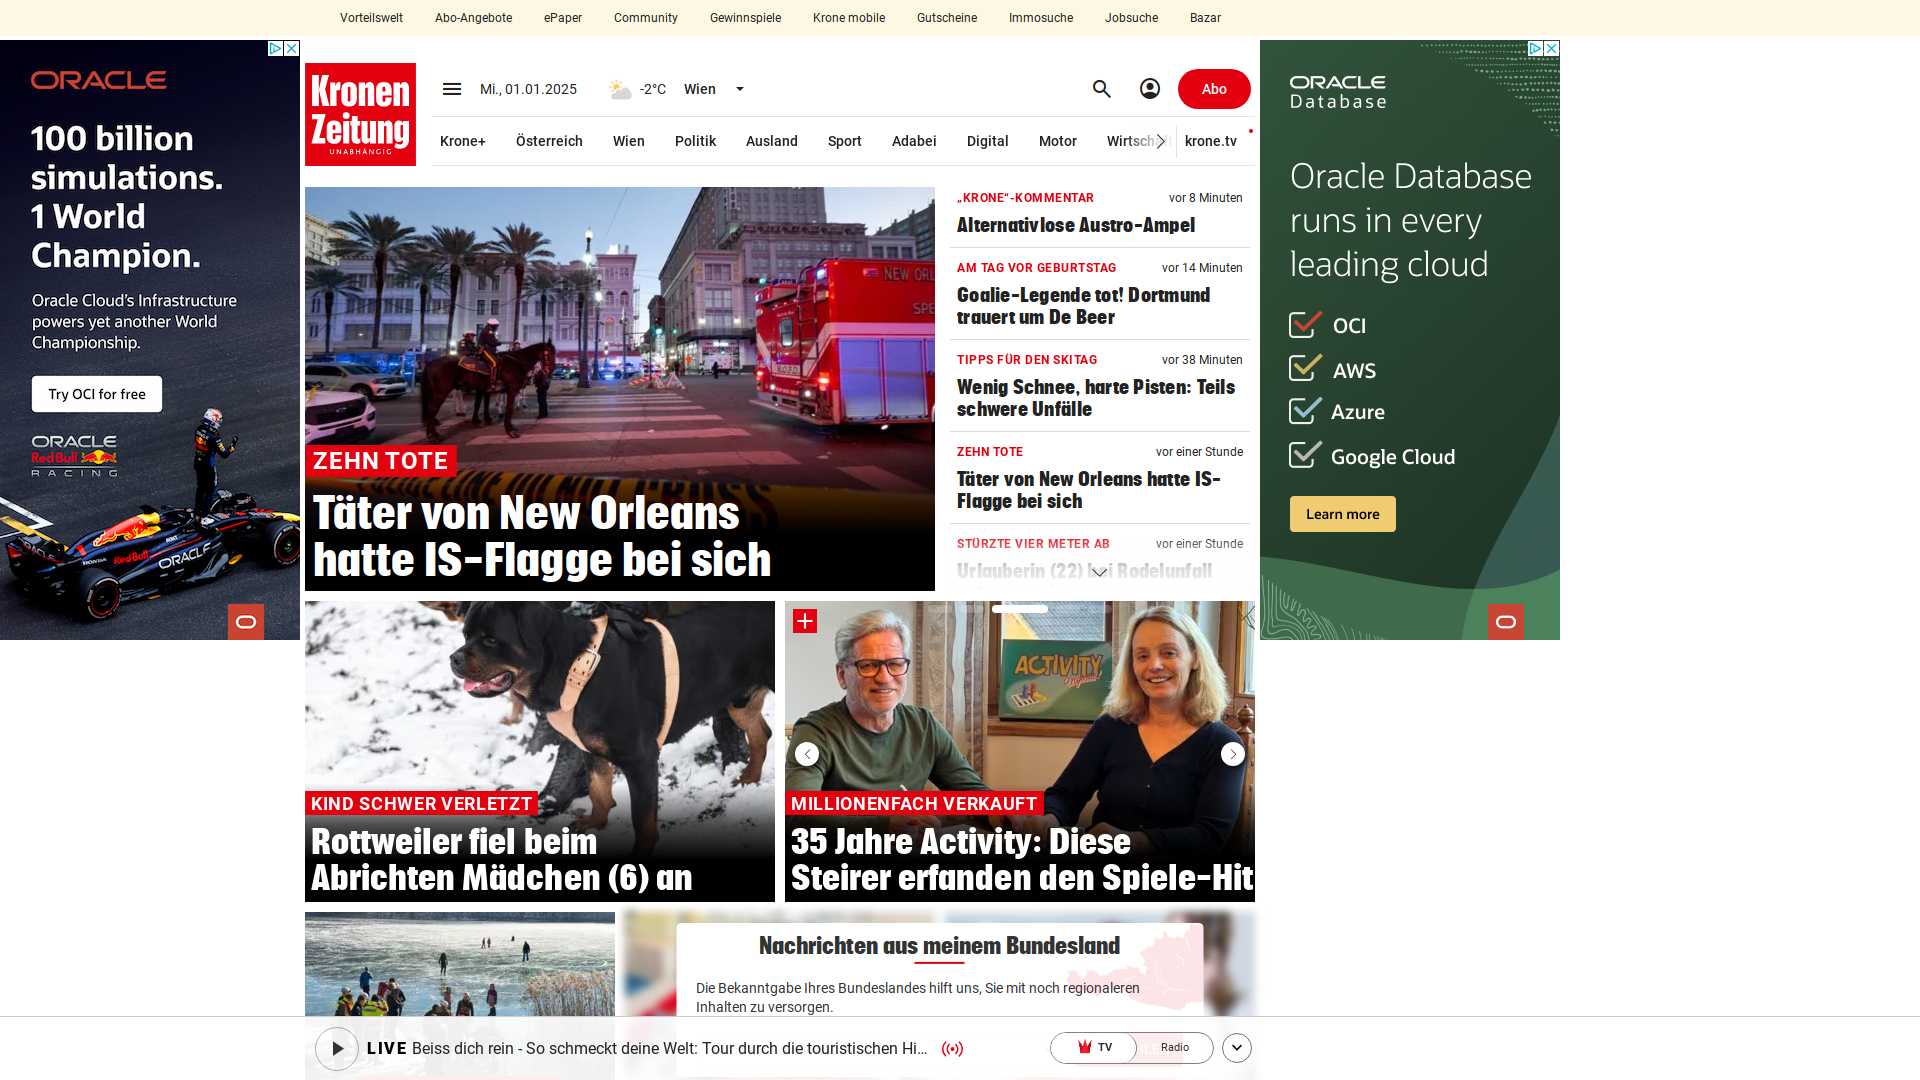 Vorteilswelt
Abo-Angebote
ePaper
Community
Gewinnspiele
Krone mobile
Gutscheine
Immosuche
Jobsuche
Bazar
ORACLE
100 billion
simulations.
1 World
Champion.
Oracle Cloud's Infrastructure
powers yet another World
Championship.
Try OCI for free
ORACLE
Red Bull
RACING
Kronen
Zeitung
UNABHÄNGIG
Mi., 01.01.2025
-2°C
Wien
Abo
Krone+
Österreich
Wien
Politik
Ausland
Sport
Adabei
Digital
Motor
Wirtschaft
krone.tv
ZEHN TOTE
Täter von New Orleans
hatte IS-Flagge bei sich
„KRONE“-KOMMENTAR
vor 8 Minuten
Alternativlose Austro-Ampel
AM TAG VOR GEBURTSTAG
vor 14 Minuten
Goalie-Legende tot! Dortmund
trauert um De Beer
TIPPS FÜR DEN SKITAG
vor 38 Minuten
Wenig Schnee, harte Pisten: Teils
schwere Unfälle
ZEHN TOTE
vor einer Stunde
Täter von New Orleans hatte IS-
Flagge bei sich
STÜRZTE VIER METER AB
vor einer Stunde
Urlauberin (22) bei Rodelunfall
ORACLE
Database
Oracle Database
runs in every
leading cloud
OCI
AWS
Azure
Google Cloud
Learn more
KIND SCHWER VERLETZT
Rottweiler fiel beim
Abrichten Mädchen (6) an
ACTIVITY
MILLIONENFACH VERKAUFT
35 Jahre Activity: Diese
Steirer erfanden den Spiele-Hit
Nachrichten aus meinem Bundesland
Die Bekanntgabe Ihres Bundeslandes hilft uns, Sie mit noch regionaleren
Inhalten zu versorgen.
LIVE Beiss dich rein - So schmeckt deine Welt: Tour durch die touristischen Hi...
TV
Radio